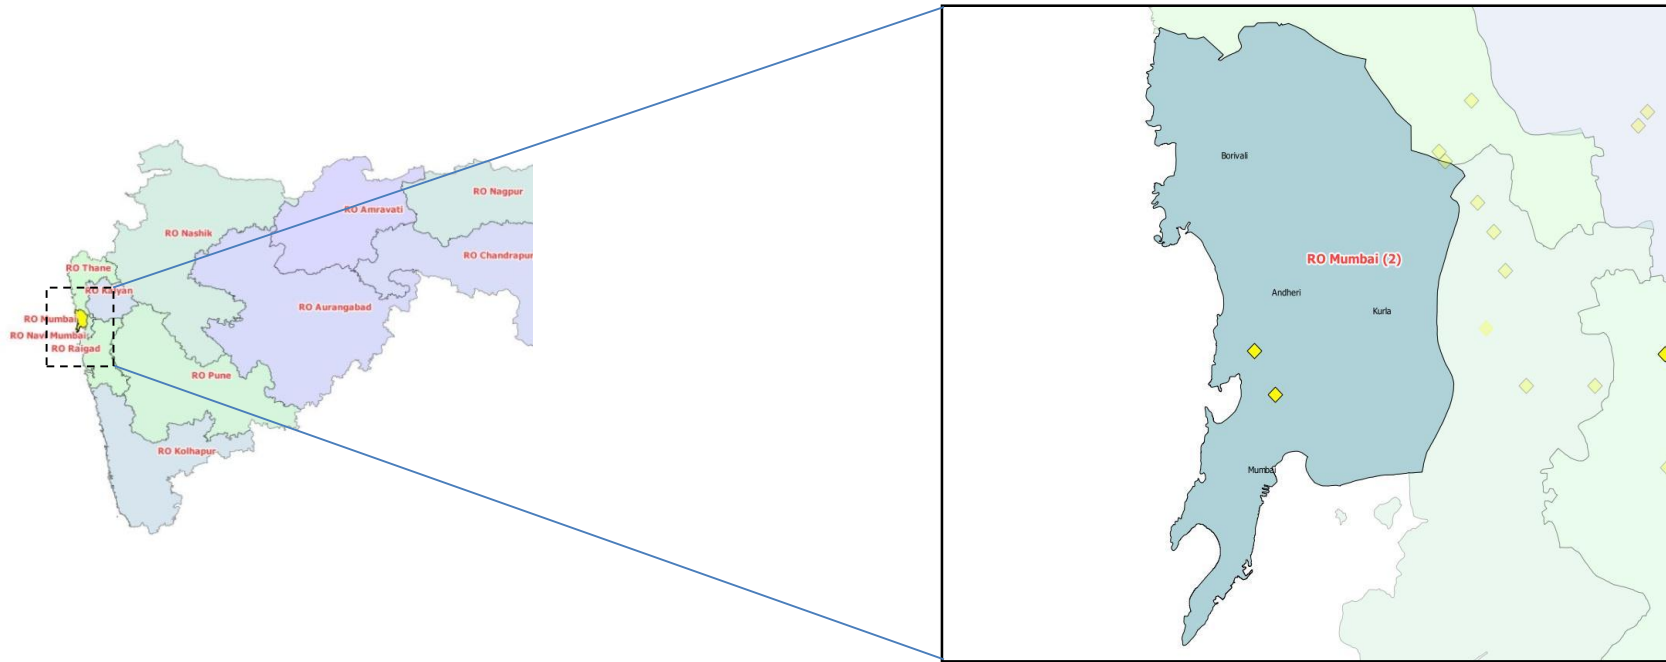 RO Nagpur
RO Amravati
RO Nashik
RO Chandrapur
RO Thane
RO Kalyan
RO Aurangabad
RO Mumbai
RO Navi Mumbai
RO Raigad
RO Pune
RO Kolhapur
Borivali
RO Mumbai (2)
Andheri
Kurla
Mumbai